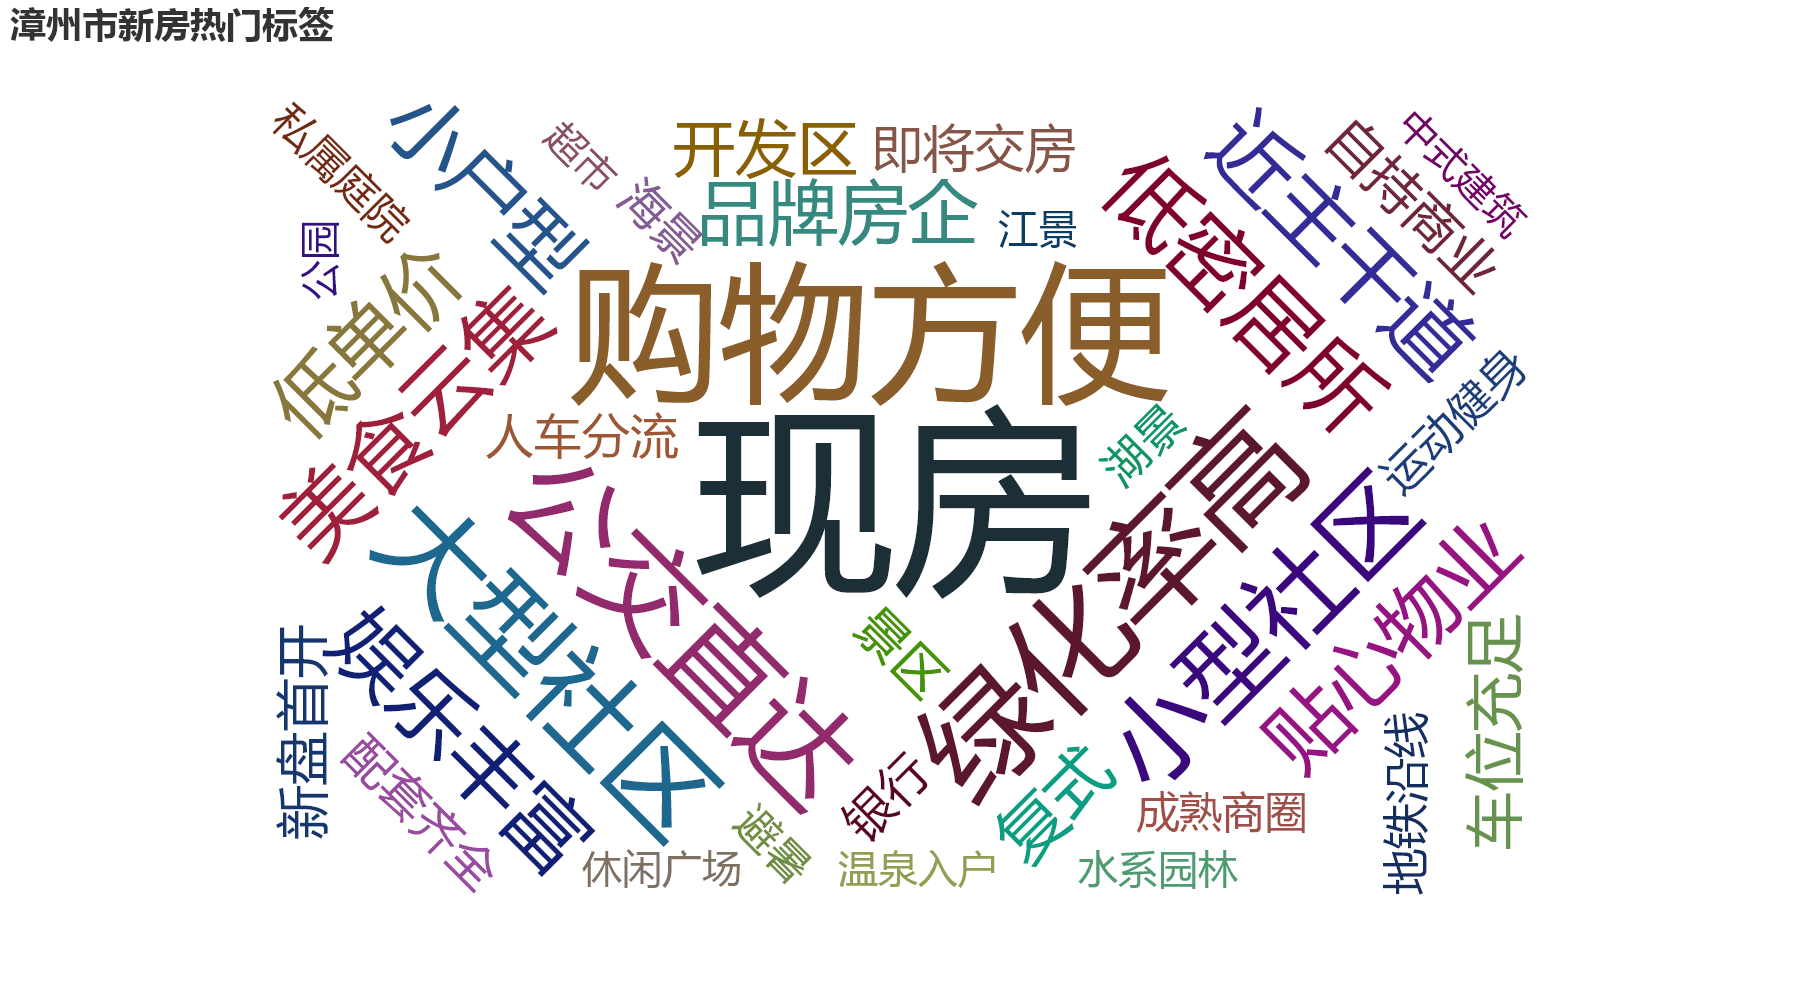 漳州市新房热门标签
私属庭院
小户型
超市
海景
开发区
即将交房
品牌房企
江景
低密居所
近主干道
自持商业
中式建筑
公园
低单价
美食云集
购物方便
人车分流
现房
湖景
运动健身
公交直达
大型社区
绿化率高
小型社区
贴心物业
车位充足
新盘首开
娱乐丰富
景区
配套齐全
银行
复式
成熟商圈
地铁沿线
休闲广场
避暑
温泉入户
水系园林